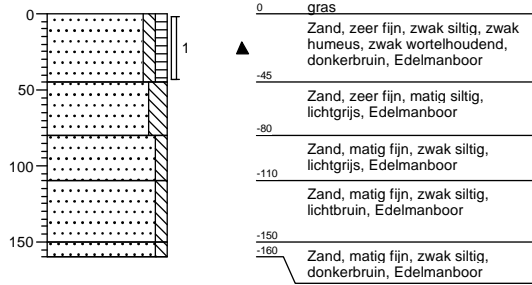 0
50
100
150
1
0
gras
Zand, zeer fijn, zwak siltig, zwak
humeus, zwak wortelhoudend,
donkerbruin, Edelmanboor
-45
Zand, zeer fijn, matig siltig,
lichtgrijs, Edelmanboor
-80
Zand, matig fijn, zwak siltig,
lichtgrijs, Edelmanboor
-110
Zand, matig fijn, zwak siltig,
lichtbruin, Edelmanboor
-150
-160
Zand, matig fijn, zwak siltig,
donkerbruin, Edelmanboor